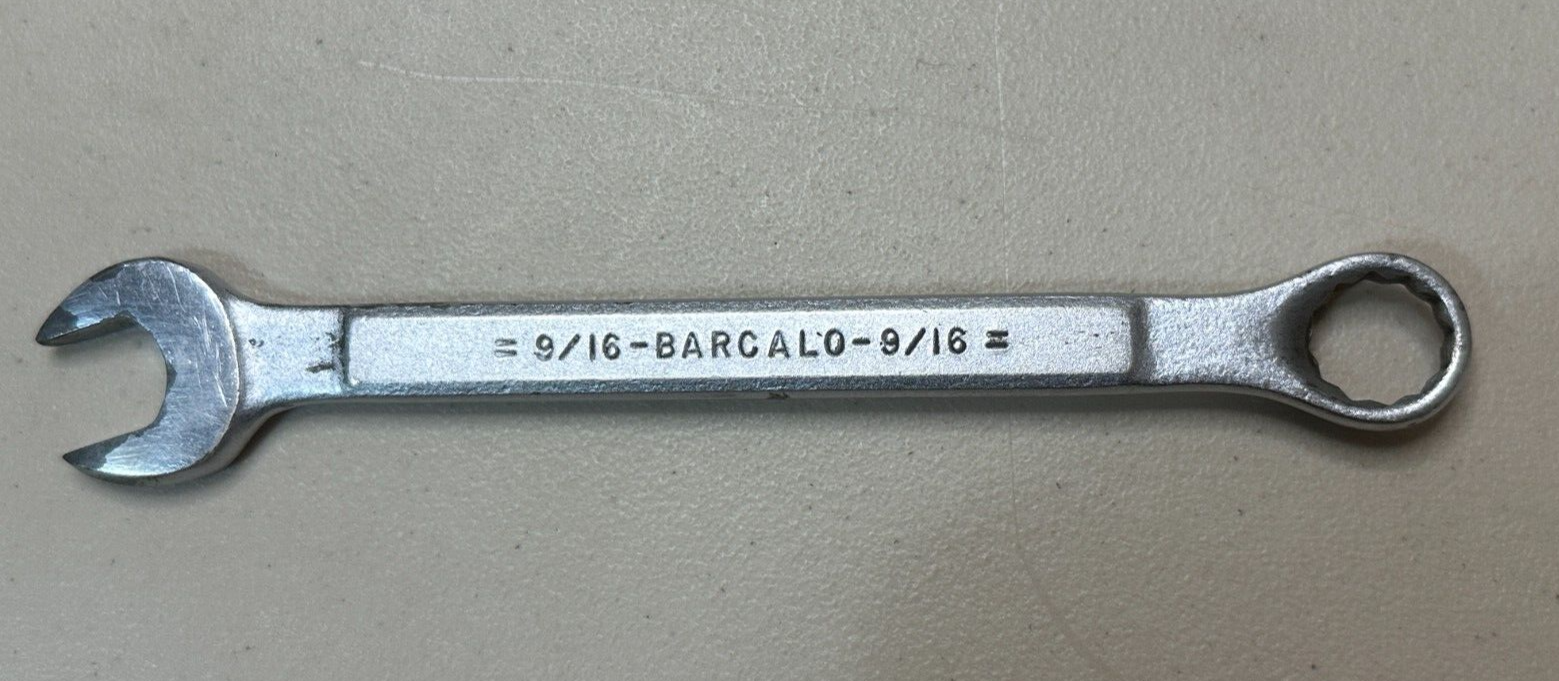 = 9/16-BARCALO-9/16 =